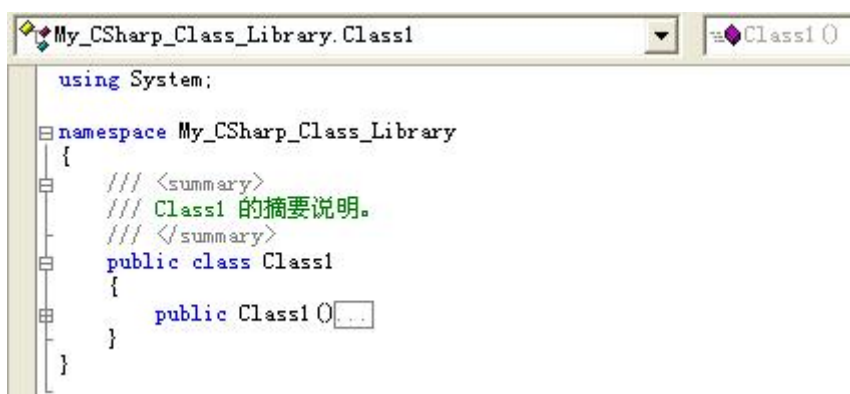 My_CSharp_Class_Library.Class1
Class1()
using System;
namespace My_CSharp_Class_Library
{
/// <summary>
/// Class1 的摘要说明。
/// </summary>
public class Class1
{
public Class1()...
}
}